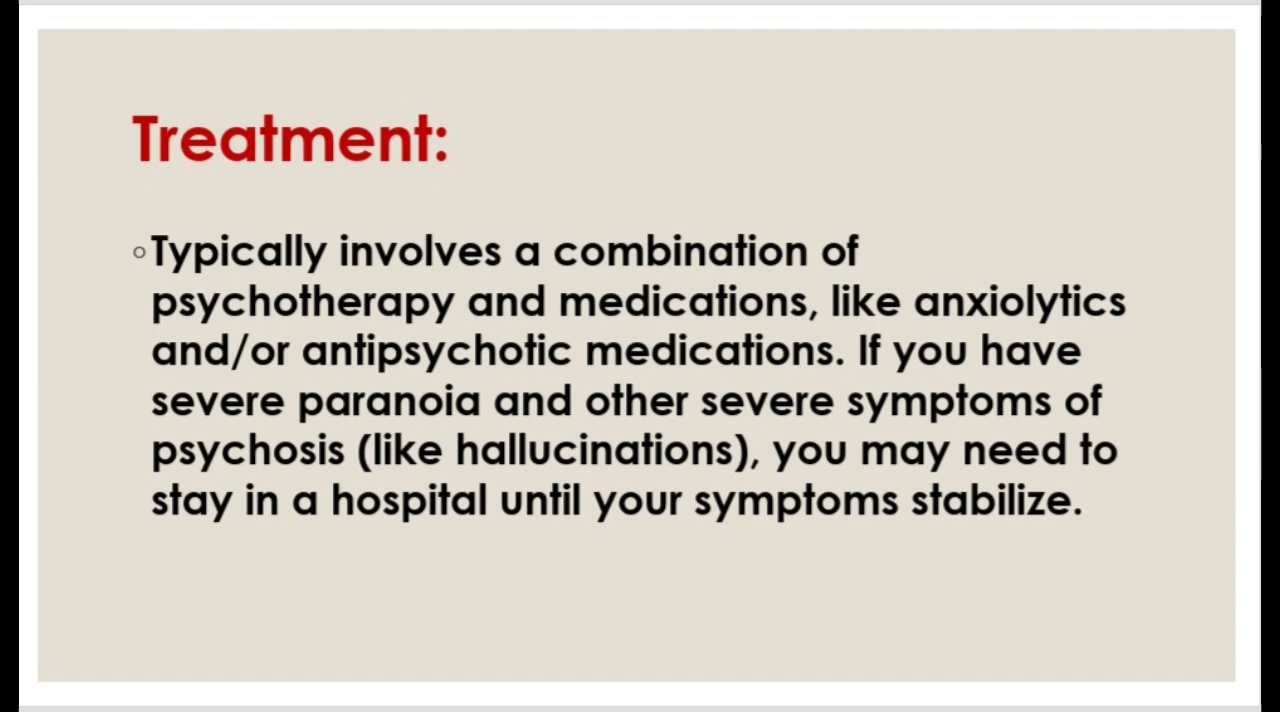 Treatment:
◦Typically involves a combination of
psychotherapy and medications, like anxiolytics
and/or antipsychotic medications. If you have
severe paranoia and other severe symptoms of
psychosis (like hallucinations), you may need to
stay in a hospital until your symptoms stabilize.